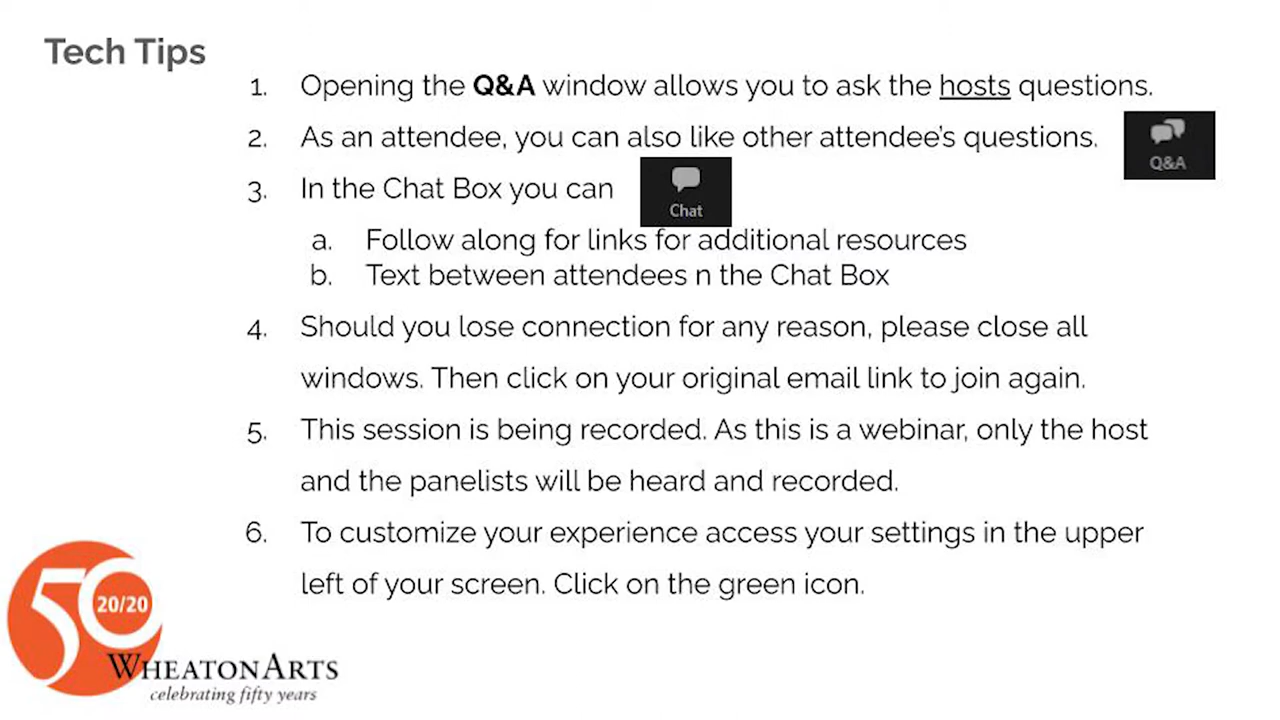 Tech Tips
1. Opening the Q&A window allows you to ask the hosts questions.
2. As an attendee, you can also like other attendee's questions.
Q&A
3. In the Chat Box you can
Chat
a. Follow along for links for additional resources
b. Text between attendees n the Chat Box
4. Should you lose connection for any reason, please close all
windows. Then click on your original email link to join again.
5. This session is being recorded. As this is a webinar, only the host
and the panelists will be heard and recorded.
6. To customize your experience access your settings in the upper
left of your screen. Click on the green icon.
50
20/20
WHEATONARTS
celebrating fifty years